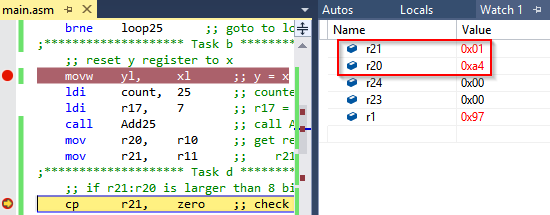 main.asm
brne loop25 ;; goto to lo
;******************* Task b
;; reset y register to x
movw yl, xl ;; y = x
ldi count, 25 ;; counte
ldi r17, 7 ;; r17 =
call Add25 ;; call A
mov r20, r10 ;; get re
mov r21, r11 ;; r21
;******************* Task d
;; if r21:r20 is larger than 8 bi
cp r21, zero ;; check
Autos Locals Watch 1
Name Value
r21 0x01
r20 0xa4
r24 0x00
r23 0x00
r1 0x97